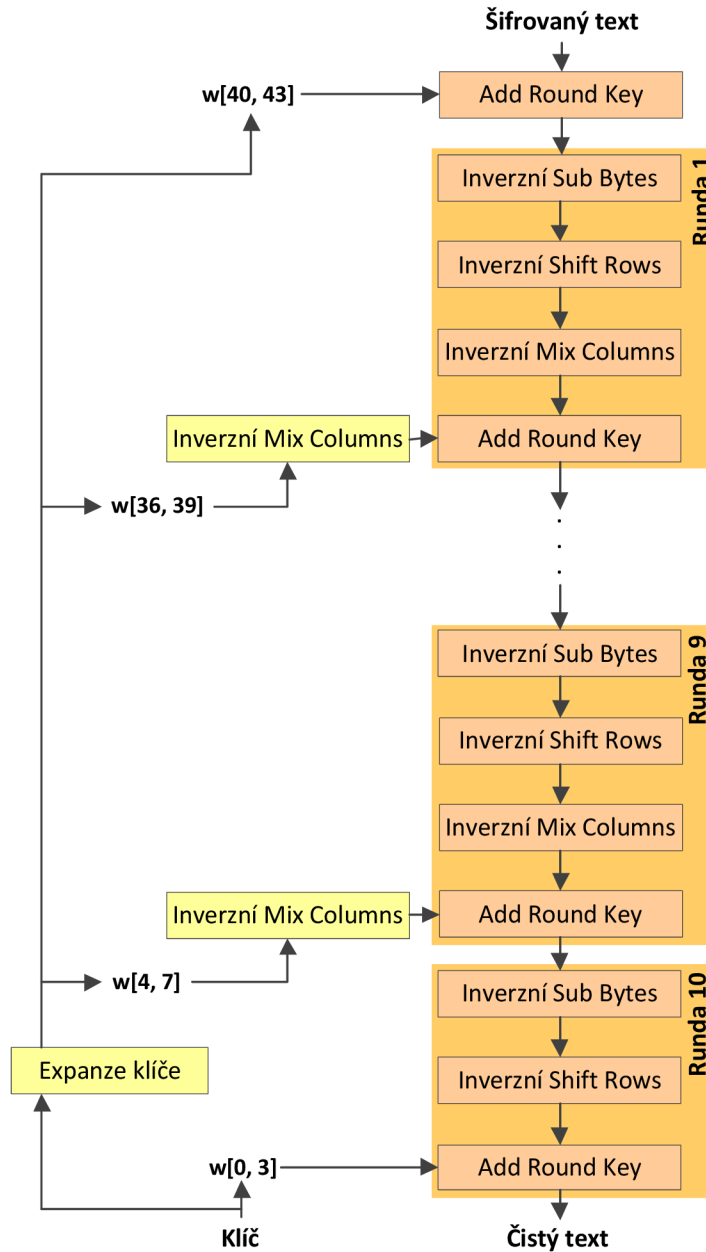 Šifrovaný text
w[40, 43]
Add Round Key
Runda 1
Inverzní Sub Bytes
Inverzní Shift Rows
Inverzní Mix Columns
Inverzní Mix Columns
Add Round Key
w[36, 39]
. . .
Runda 9
Inverzní Sub Bytes
Inverzní Shift Rows
Inverzní Mix Columns
Inverzní Mix Columns
Add Round Key
w[4, 7]
Runda 10
Inverzní Sub Bytes
Expanze klíče
Inverzní Shift Rows
w[0, 3]
Add Round Key
Klíč
Čistý text